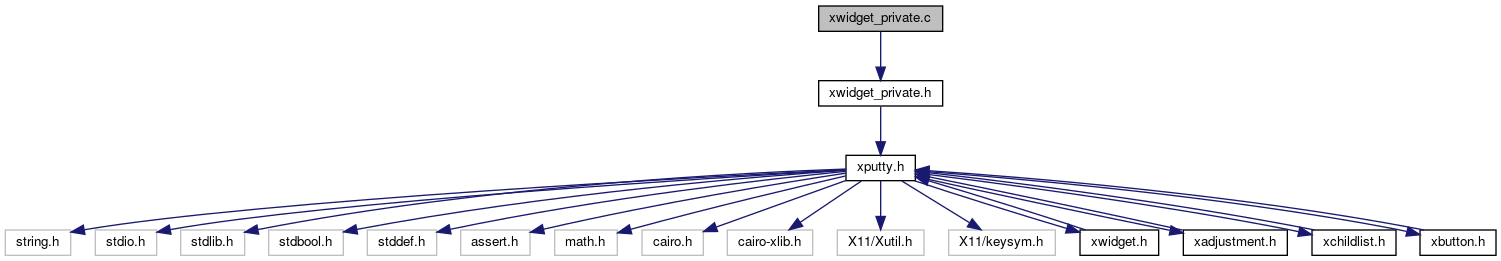 xwidget_private.c
xwidget_private.h
xputty.h
string.h
stdio.h
stdlib.h
stdbool.h
stddef.h
assert.h
math.h
cairo.h
cairo-xlib.h
X11/Xutil.h
X11/keysym.h
xwidget.h
xadjustment.h
xchildlist.h
xbutton.h